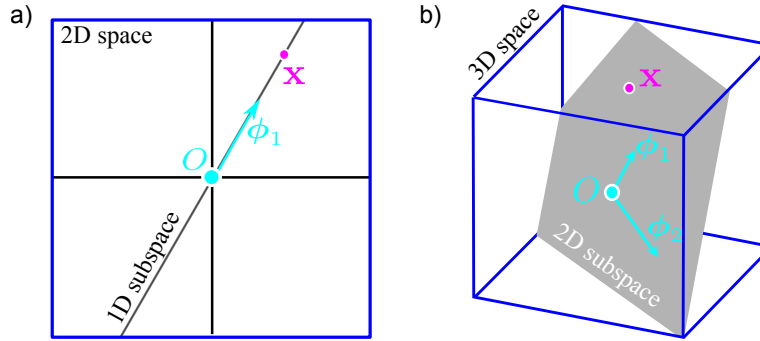 a)
2D space
x
ϕ₁
O
1D subspace
b)
3D space
x
ϕ₁
O
ϕ₂
2D subspace